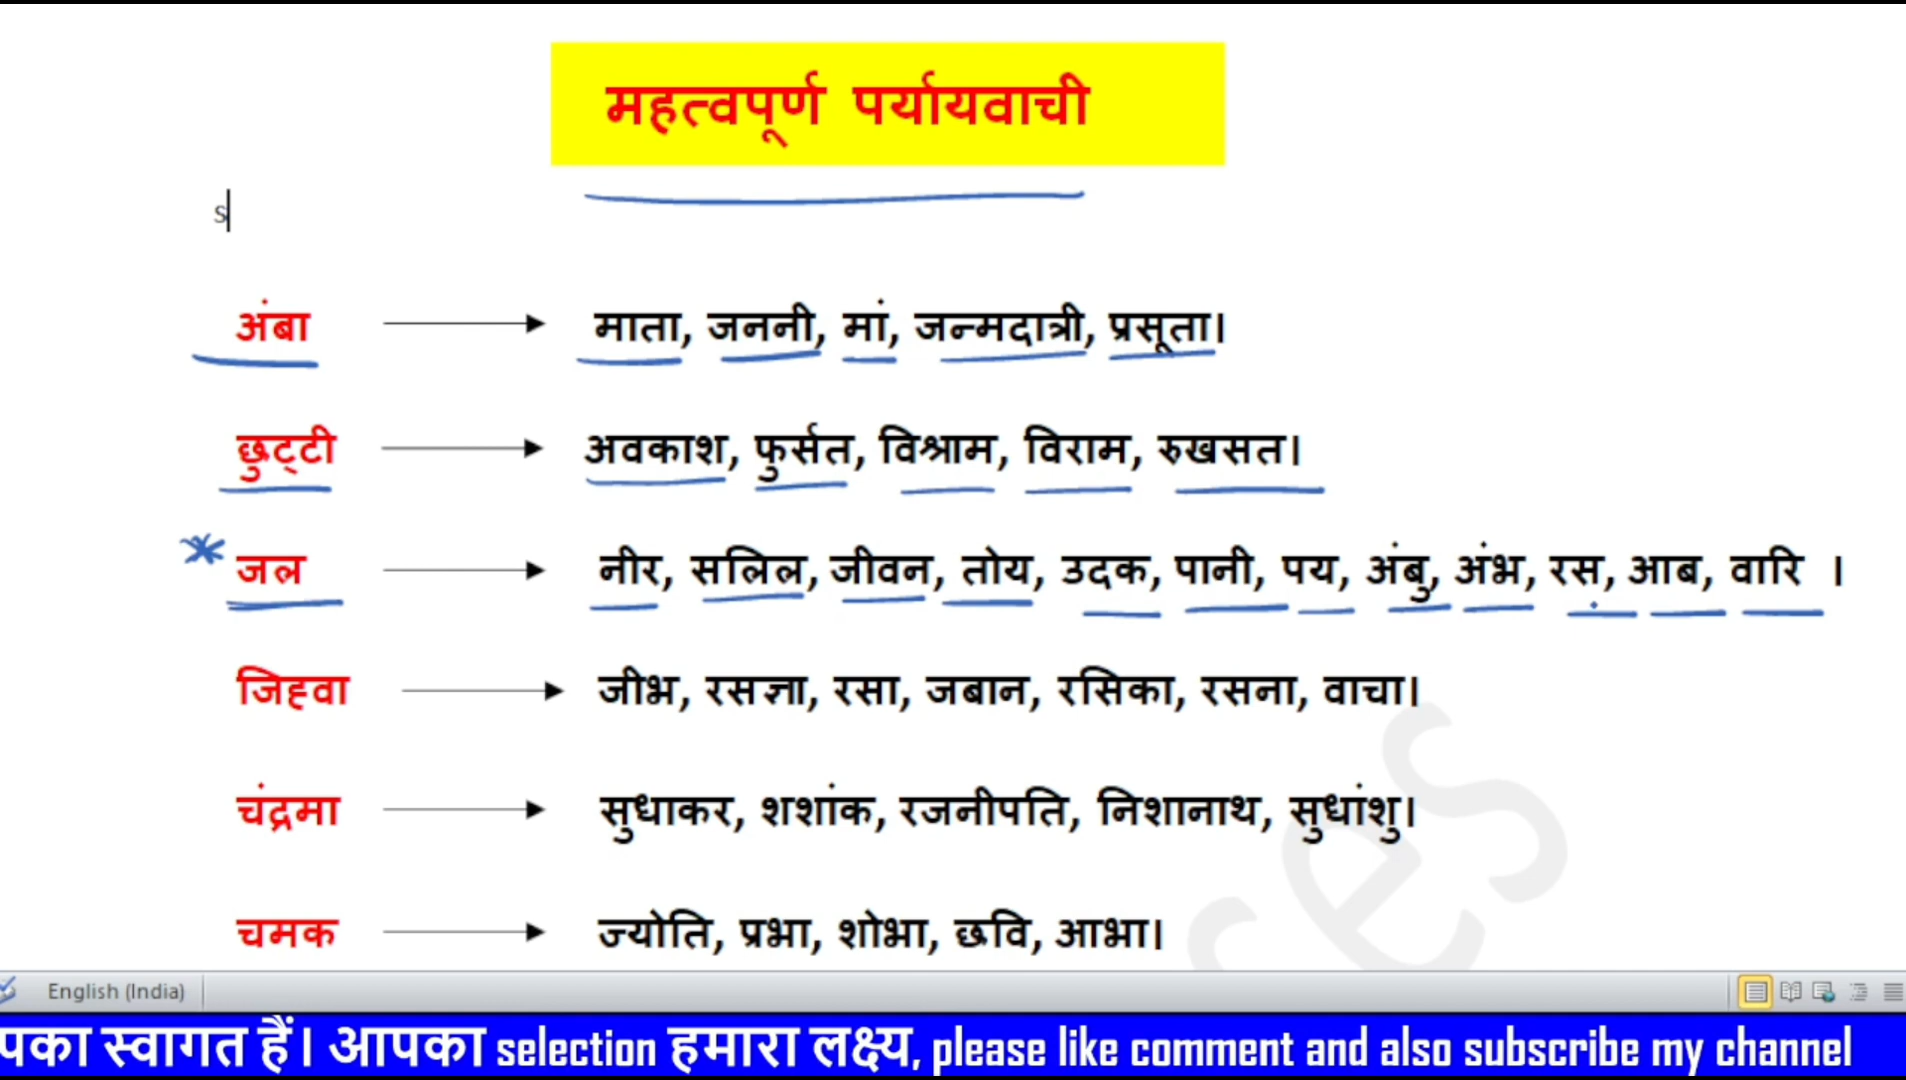 महत्वपूर्ण पर्यायवाची
s
अंबा माता, जननी, मां, जन्मदात्री, प्रसूता।
छुट्टी अवकाश, फुर्सत, विश्राम, विराम, रुखसत।
* जल नीर, सलिल, जीवन, तोय, उदक, पानी, पय, अंबु, अंभ, रस, आब, वारि ।
जिह्वा जीभ, रसज्ञा, रसा, जबान, रसिका, रसना, वाचा।
चंद्रमा सुधाकर, शशांक, रजनीपति, निशानाथ, सुधांशु।
चमक ज्योति, प्रभा, शोभा, छवि, आभा।
ces
English (India)
पका स्वागत हैं। आपका selection हमारा लक्ष्य, please like comment and also subscribe my channel